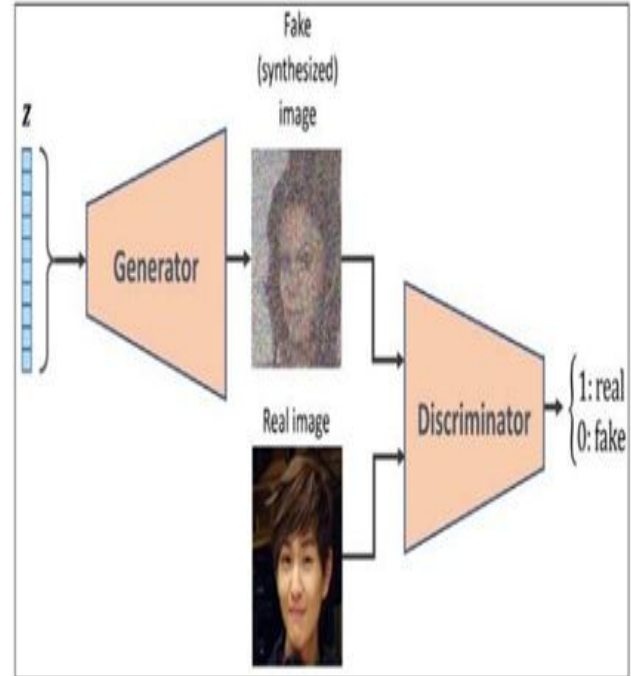 Fake
(synthesized)
image
z
Generator
Real image
Discriminator
1: real
0: fake